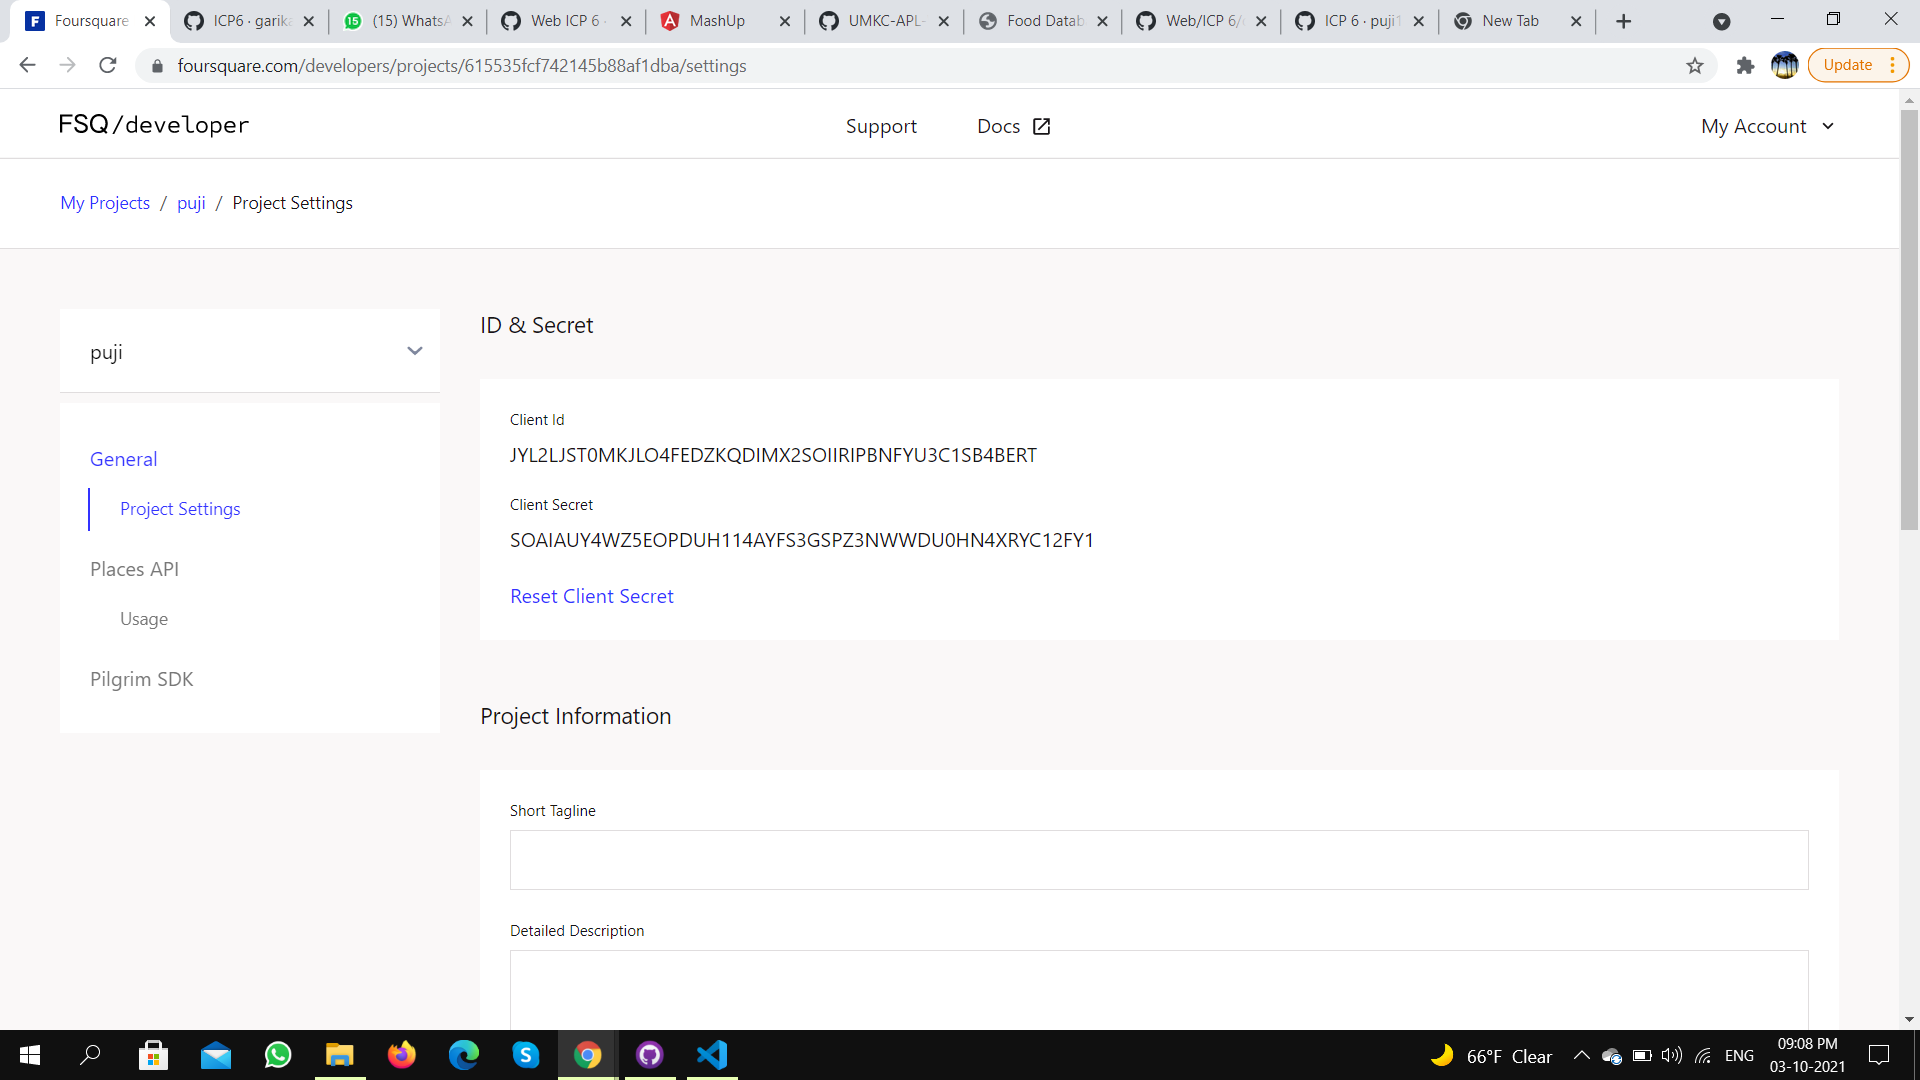 Foursquare
ICP6 · garika
(15) WhatsA
Web ICP 6 ·
MashUp
UMKC-APL-
Food Datab
Web/ICP 6/
ICP 6 · puji1
New Tab
foursquare.com/developers/projects/615535fcf742145b88af1dba/settings
Update
FSQ/developer
Support
Docs
My Account
My Projects / puji / Project Settings
puji
General
Project Settings
Places API
Usage
Pilgrim SDK
ID & Secret
Client Id
JYL2LJST0MKJLO4FEDZKQDIMX2SOIIRIPBNFYU3C1SB4BERT
Client Secret
SOAIAUY4WZ5EOPDUH114AYFS3GSPZ3NWWDU0HN4XRYC12FY1
Reset Client Secret
Project Information
Short Tagline
Detailed Description
66°F Clear
ENG
09:08 PM
03-10-2021